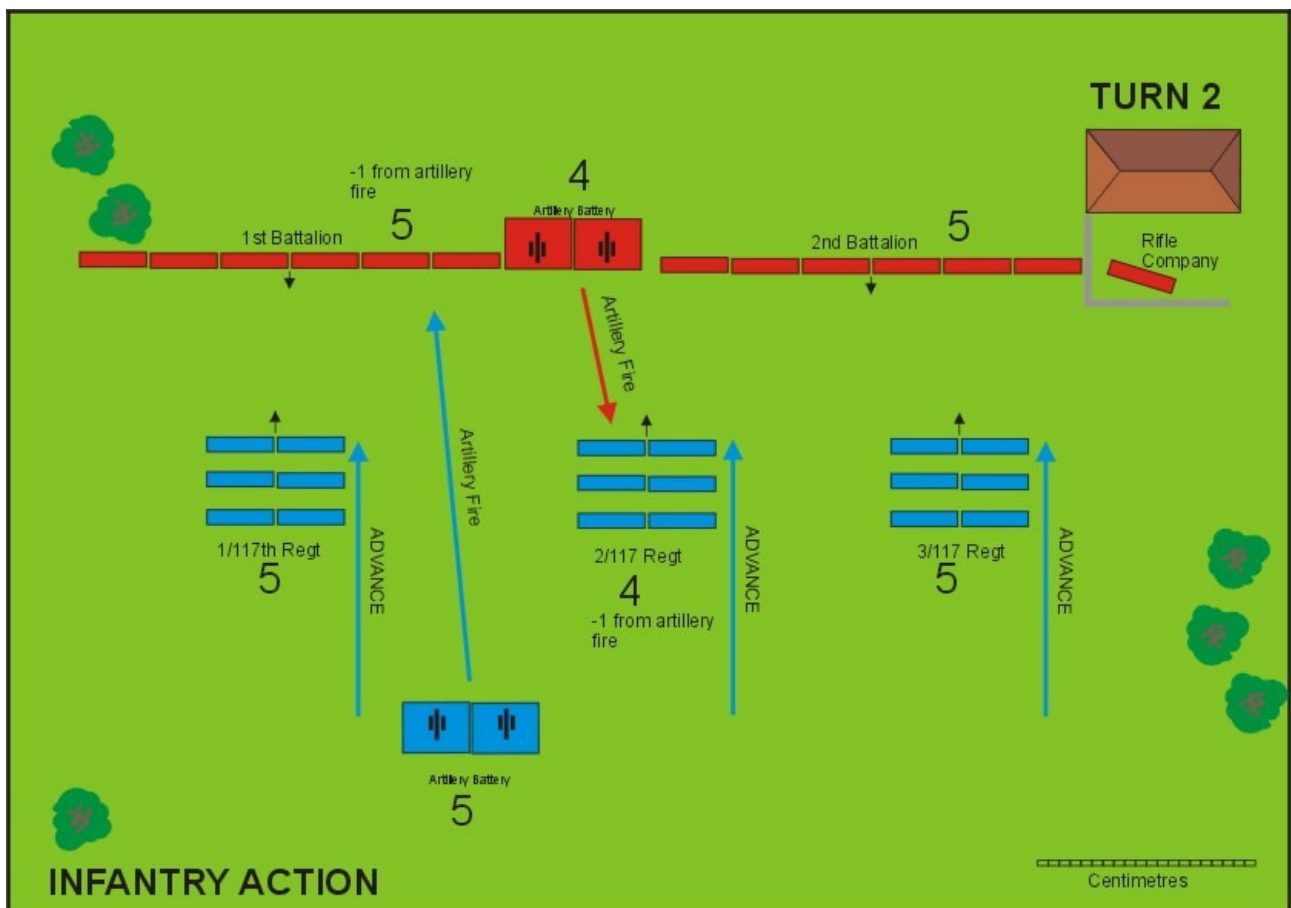 TURN 2
-1 from artillery
fire
4
Artillery Battery
1st Battalion
5
2nd Battalion
5
Rifle
Company
Artillery Fire
Artillery Fire
ADVANCE
ADVANCE
ADVANCE
1/117th Regt
5
2/117 Regt
4
-1 from artillery
fire
3/117 Regt
5
Artillery Battery
5
INFANTRY ACTION
Centimetres